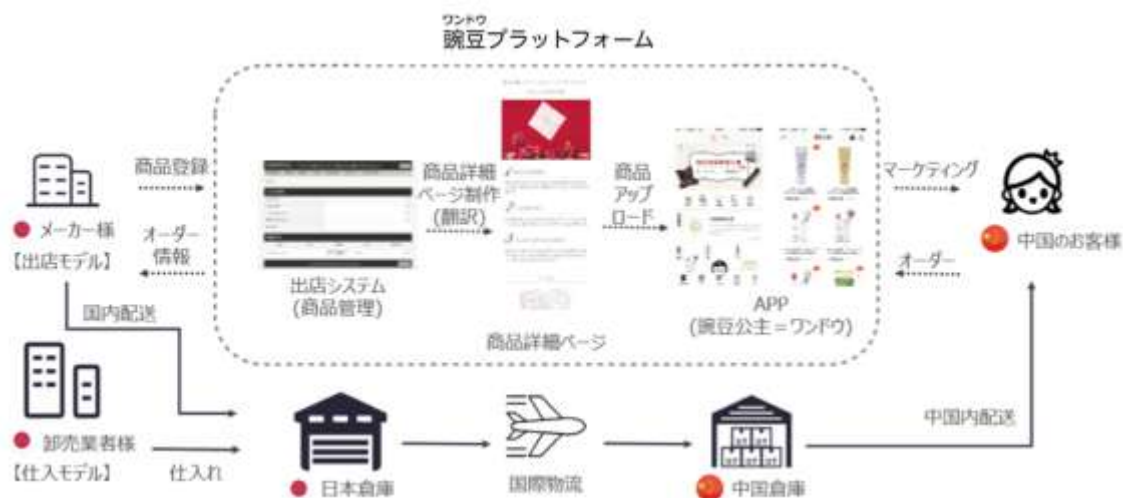 ワンドウ
豌豆プラットフォーム
商品登録
商品詳細
ページ制作
(翻訳)
商品
アップ
ロード
マーケティング
メーカー様
【出店モデル】
オーダー
情報
出店システム
(商品管理)
商品詳細ページ
APP
(豌豆公主=ワンドウ)
オーダー
中国のお客様
国内配送
卸売業者様
【仕入モデル】
仕入れ
日本倉庫
国際物流
中国倉庫
中国内配送